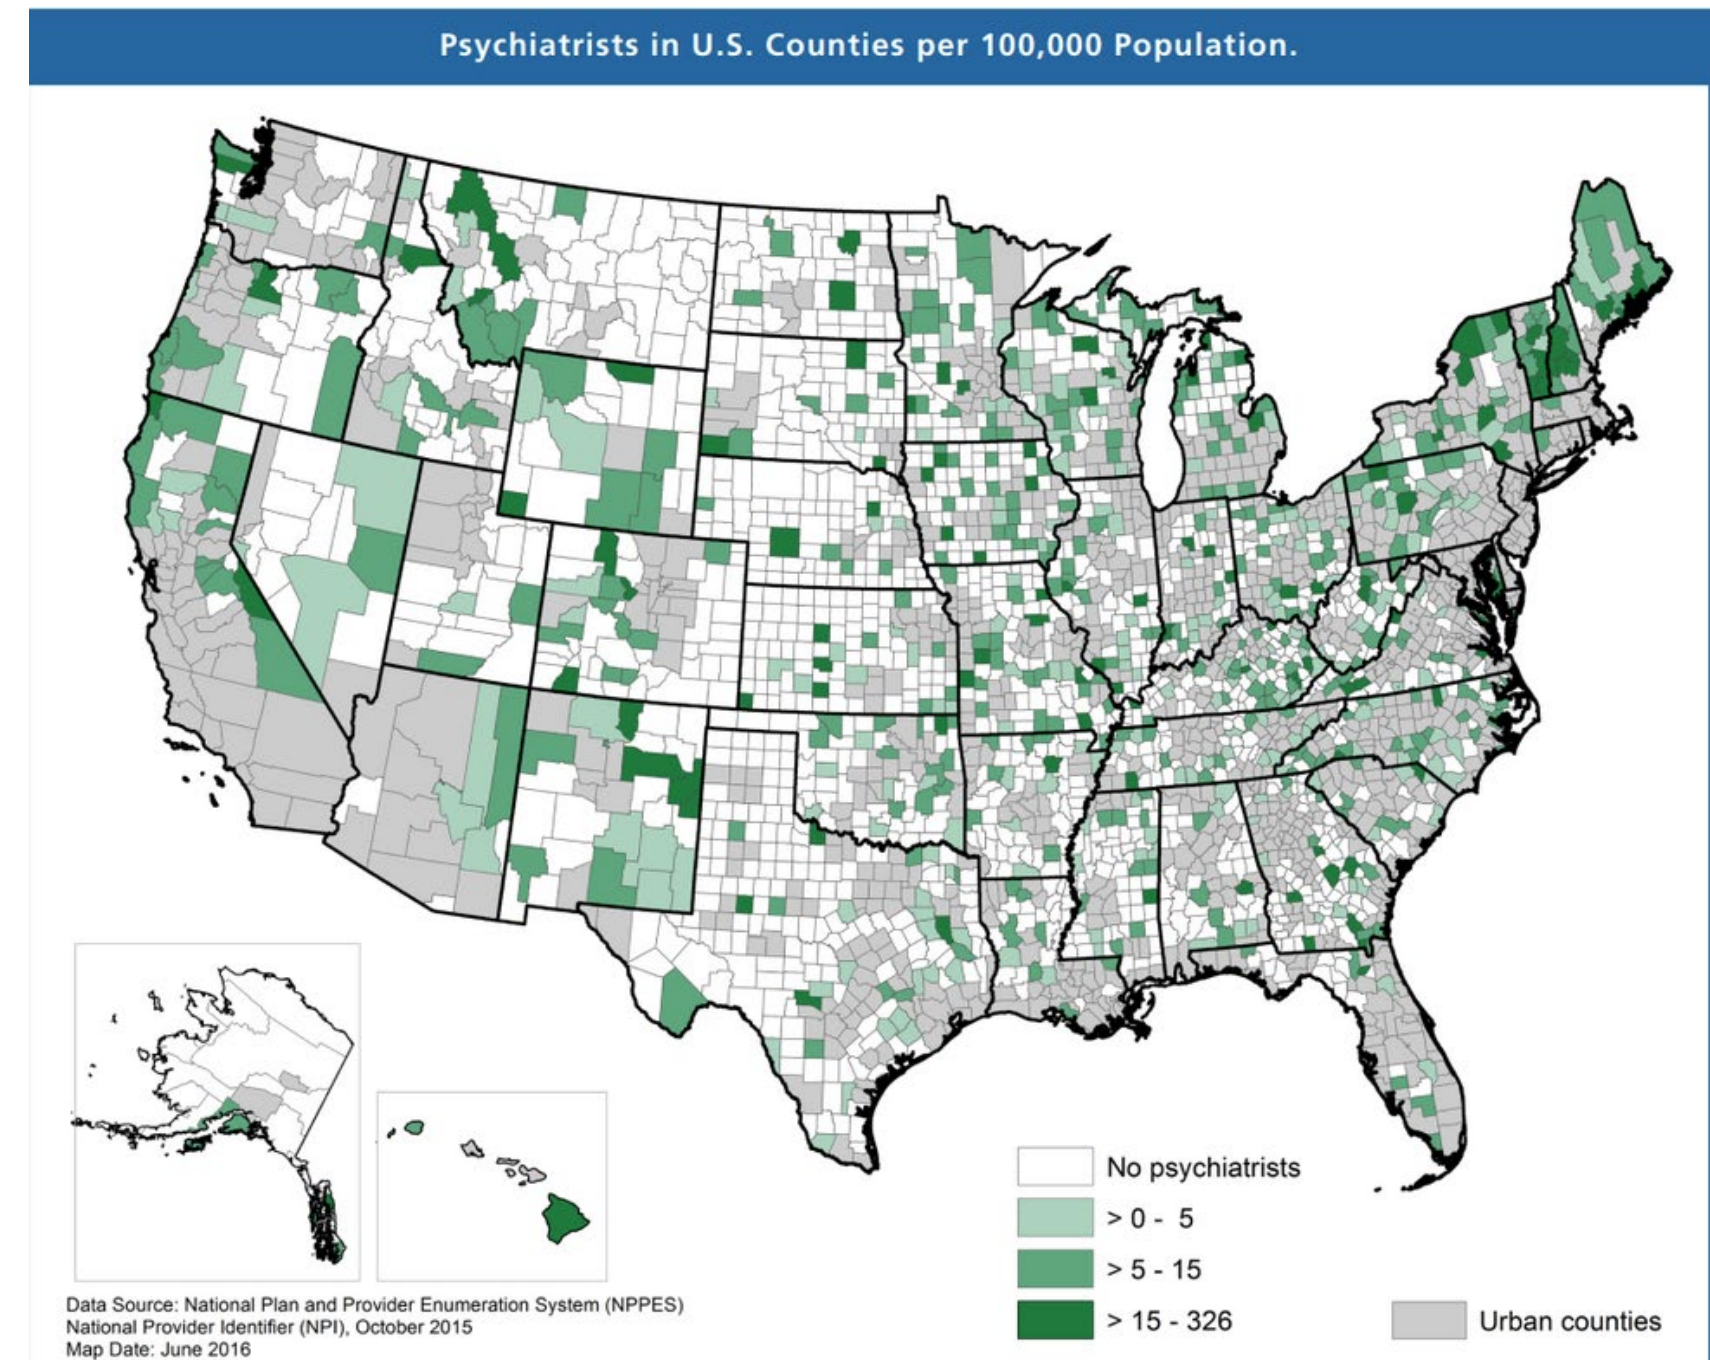 Psychiatrists in U.S. Counties per 100,000 Population.
No psychiatrists
> 0 - 5
> 5 - 15
> 15 - 326
Urban counties
Data Source: National Plan and Provider Enumeration System (NPPES)
National Provider Identifier (NPI), October 2015
Map Date: June 2016